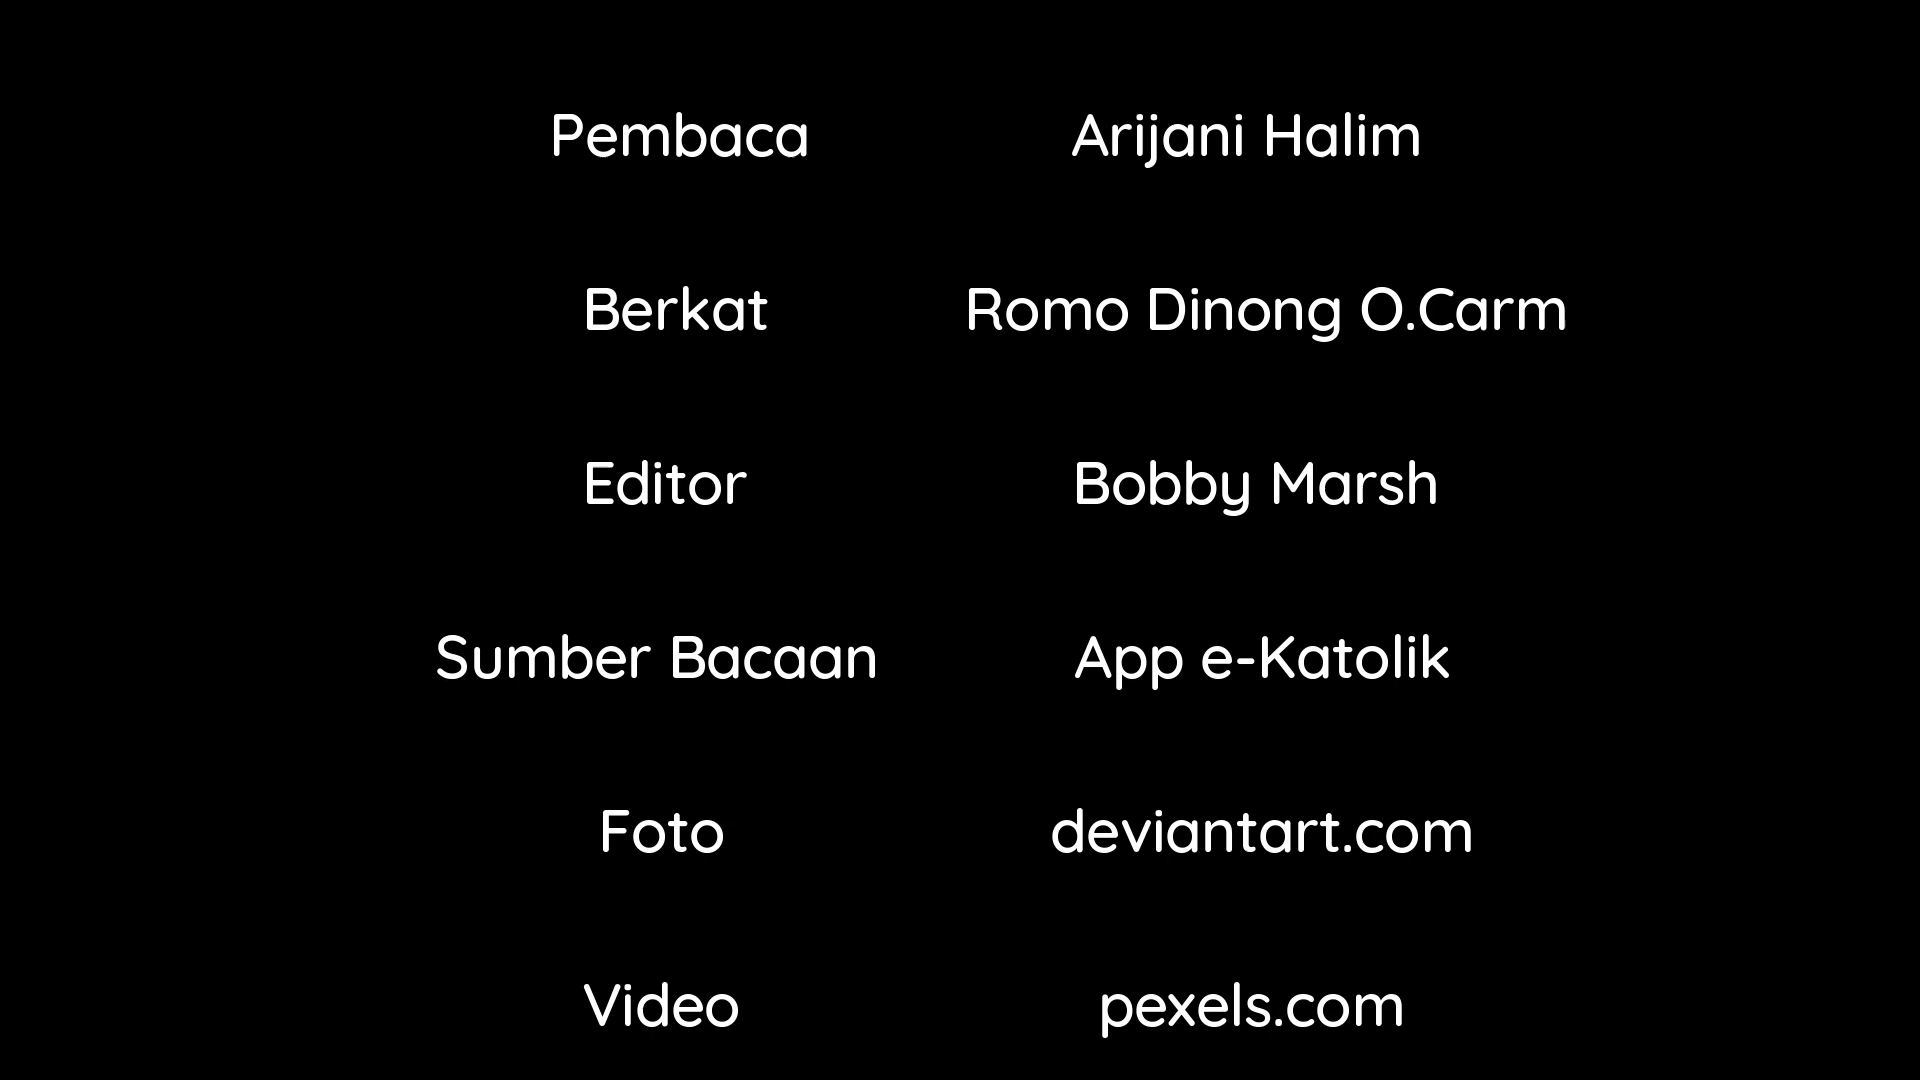 Pembaca Arijani Halim
Berkat Romo Dinong O.Carm
Editor Bobby Marsh
Sumber Bacaan App e-Katolik
Foto deviantart.com
Video pexels.com